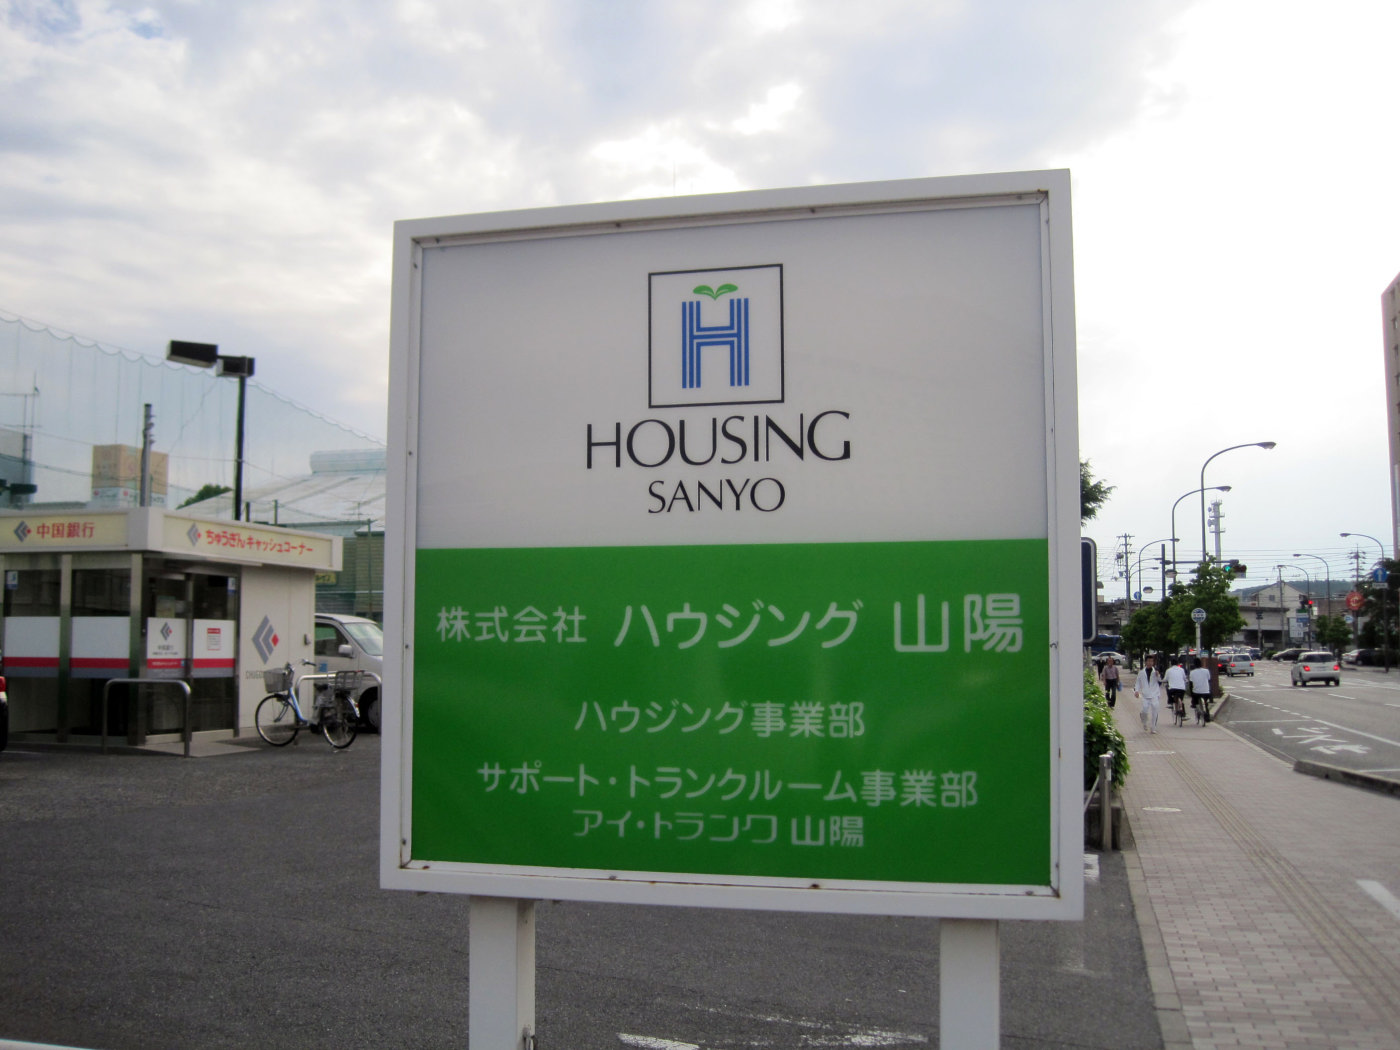 HOUSING
SANYO
株式会社 ハウジング 山陽
ハウジング事業部
サポート・トランクルーム事業部
アイ・トランクワ 山陽
中国銀行
ちゅうぎんキャッシュコーナー